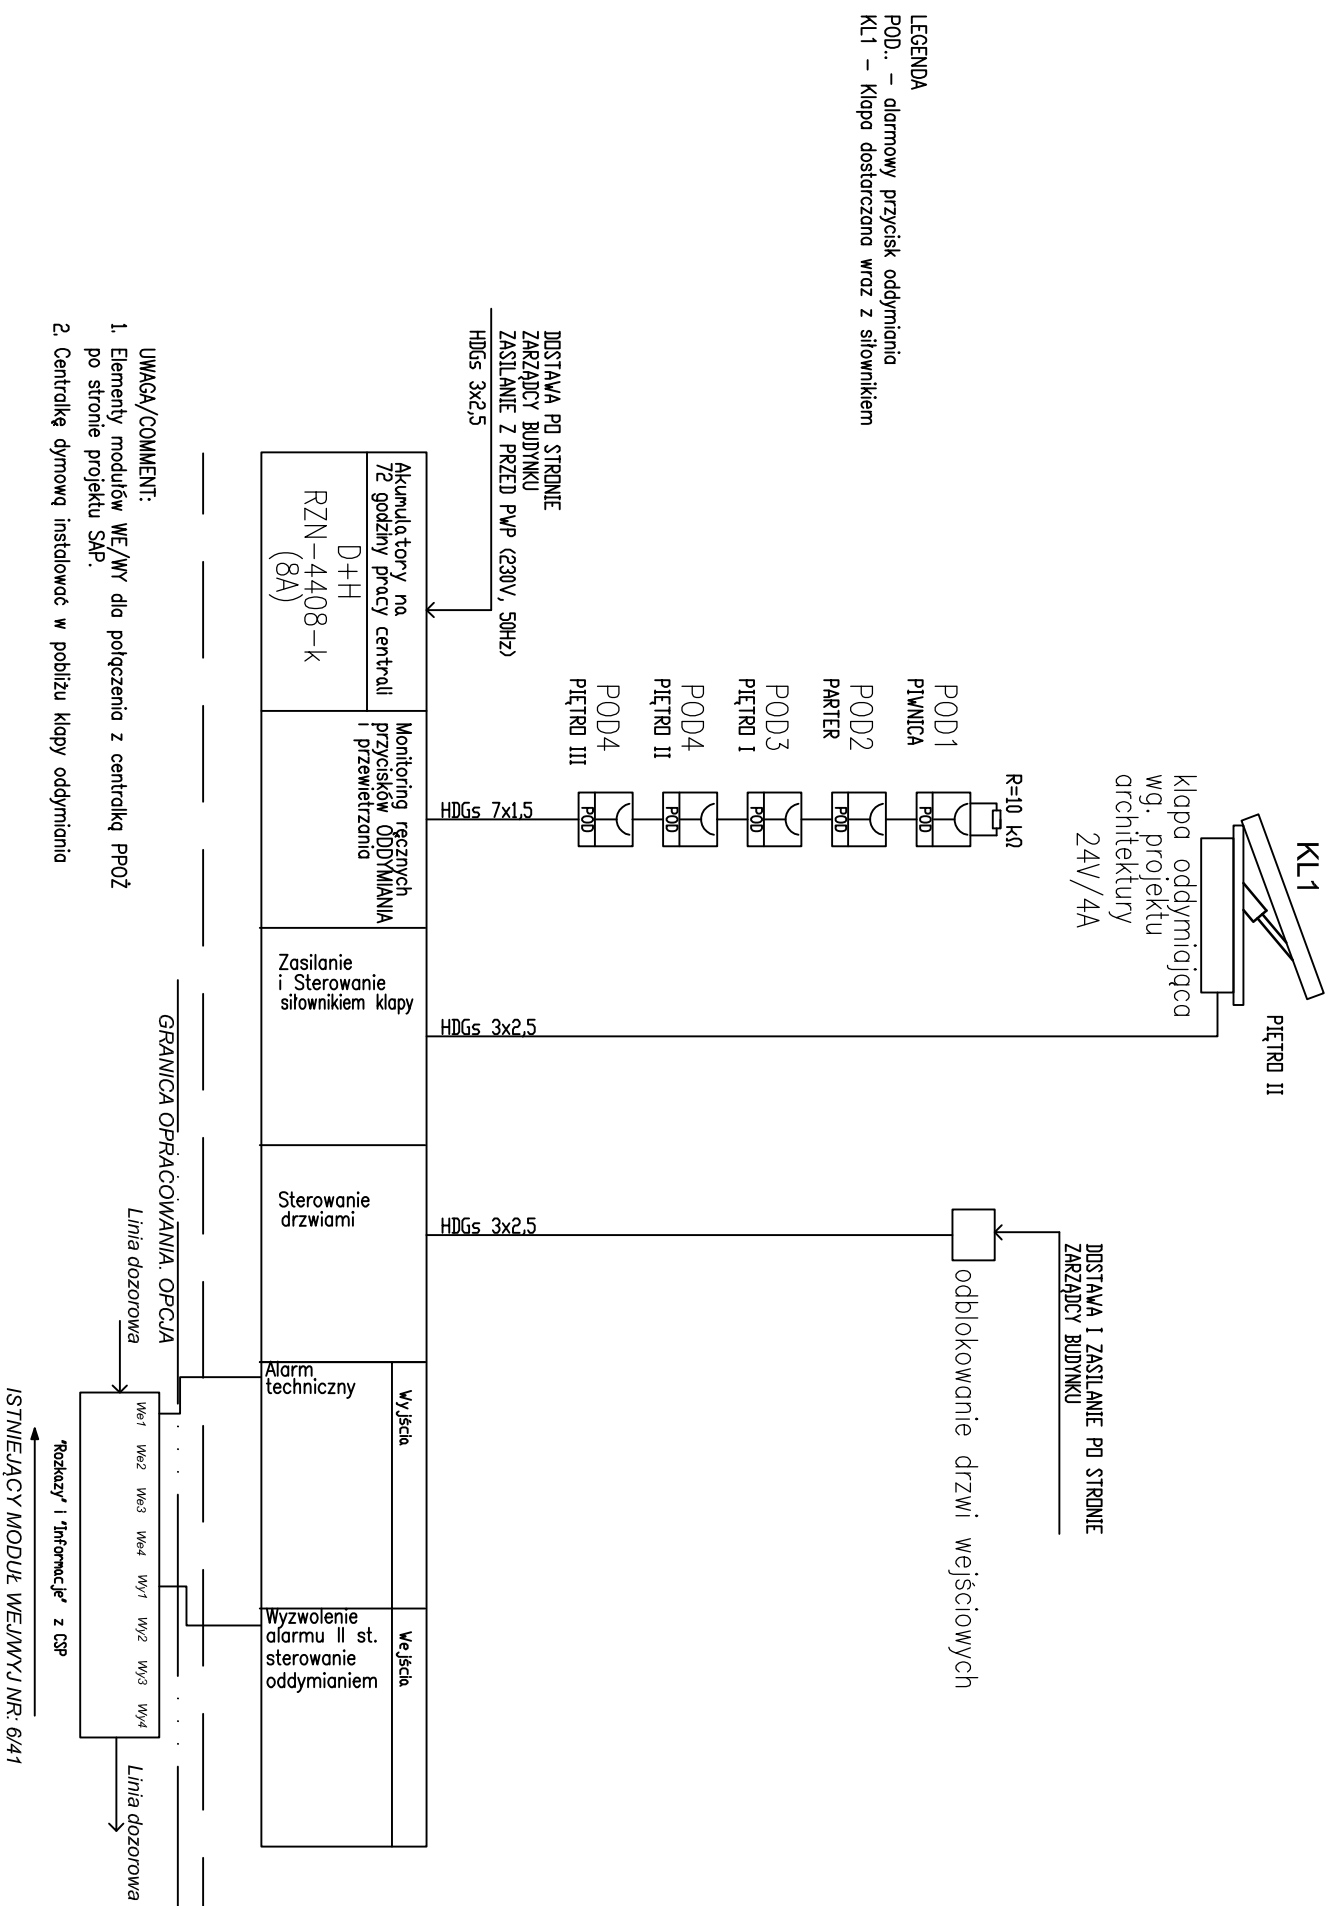 KL1
PIĘTRO II
klapa oddymiająca
wg. projektu
architektury
24V/4A
DOSTAWA I ZASILANIE PO STRONIE
ZARZĄDCY BUDYNKU
odblokowanie drzwi wejściowych
R=10 kΩ
POD1
PIWNICA
POD
POD2
PARTER
POD
POD3
PIĘTRO I
POD
POD4
PIĘTRO II
POD
POD4
PIĘTRO III
POD
LEGENDA
POD.. - alarmowy przycisk oddymiania
KL1 - Klapa dostarczana wraz z siłownikiem
DOSTAWA PO STRONIE
ZARZĄDCY BUDYNKU
ZASILANIE Z PRZED PWP (230V, 50Hz)
HDGs 3x2,5
HDGs 7x1,5
HDGs 3x2,5
HDGs 3x2,5
Akumulatory na
72 godziny pracy centrali
D+H
RZN-4408-k
(8A)
Monitoring ręcznych
przycisków ODDYMIANIA
i przewietrzania
Zasilanie
i Sterowanie
siłownikiem klapy
Sterowanie
drzwiami
Wyjścia
Alarm
techniczny
Wejścia
Wyzwolenie
alarmu II st.
sterowanie
oddymianiem
GRANICA OPRACOWANIA. OPCJA
Linia dozorowa
We1 We2 We3 We4 Wy1 Wy2 Wy3 Wy4
Linia dozorowa
"Rozkazy" i "Informacje" z CSP
ISTNIEJĄCY MODUŁ WEJ/WYJ NR: 6/41
UWAGA/COMMENT:
1. Elementy modułów WE/WY dla połączenia z centralką PPOŻ
po stronie projektu SAP.
2. Centralkę dymową instalować w pobliżu klapy oddymiania